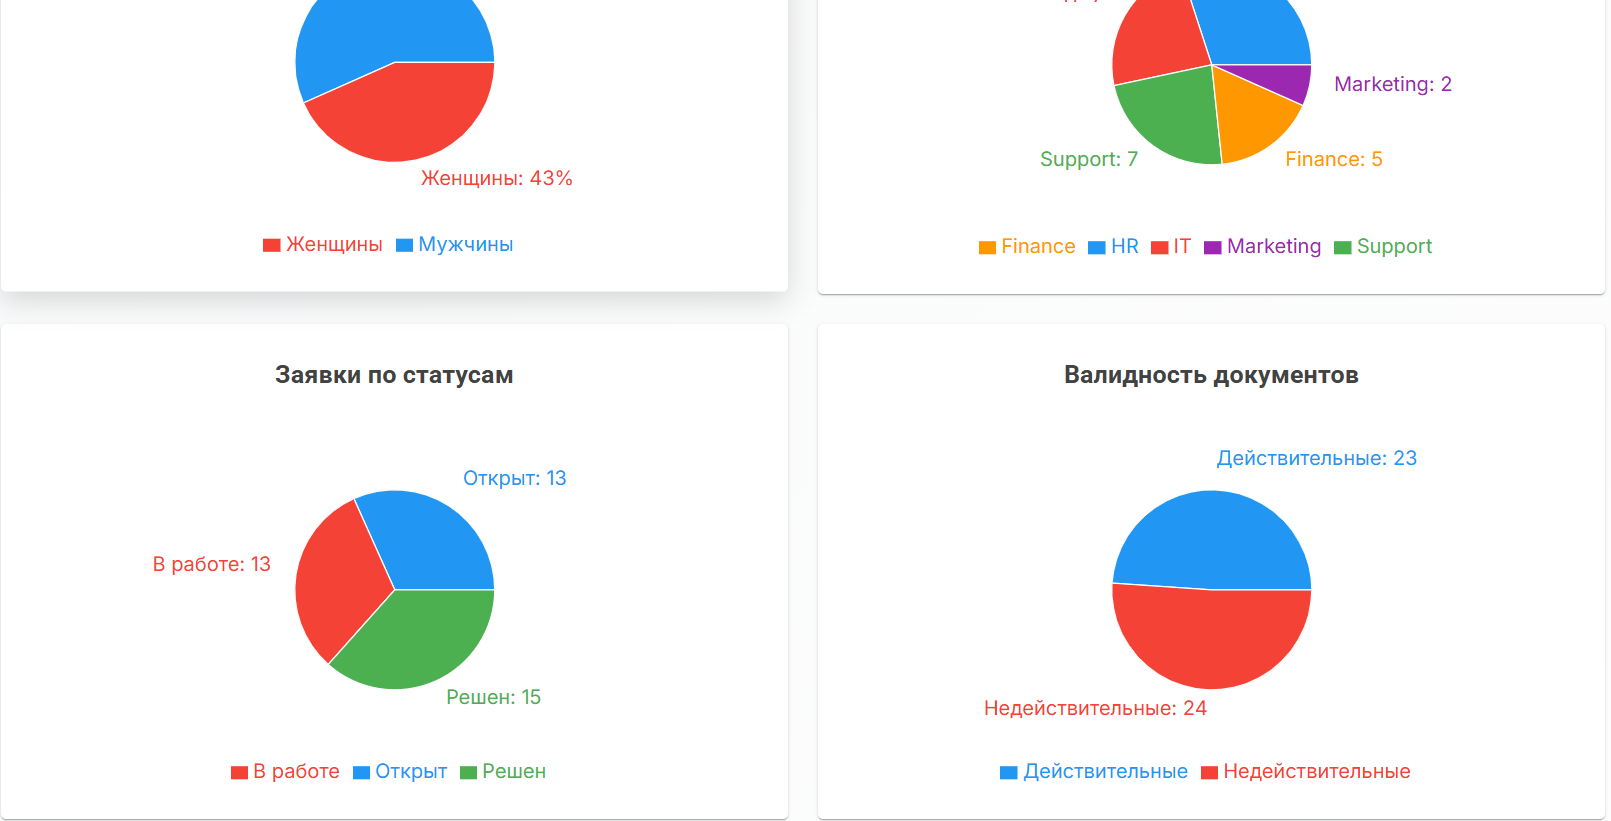 Женщины: 43%
Женщины Мужчины
Marketing: 2
Support: 7
Finance: 5
Finance HR IT Marketing Support
Заявки по статусам
Открыт: 13
В работе: 13
Решен: 15
В работе Открыт Решен
Валидность документов
Действительные: 23
Недействительные: 24
Действительные Недействительные